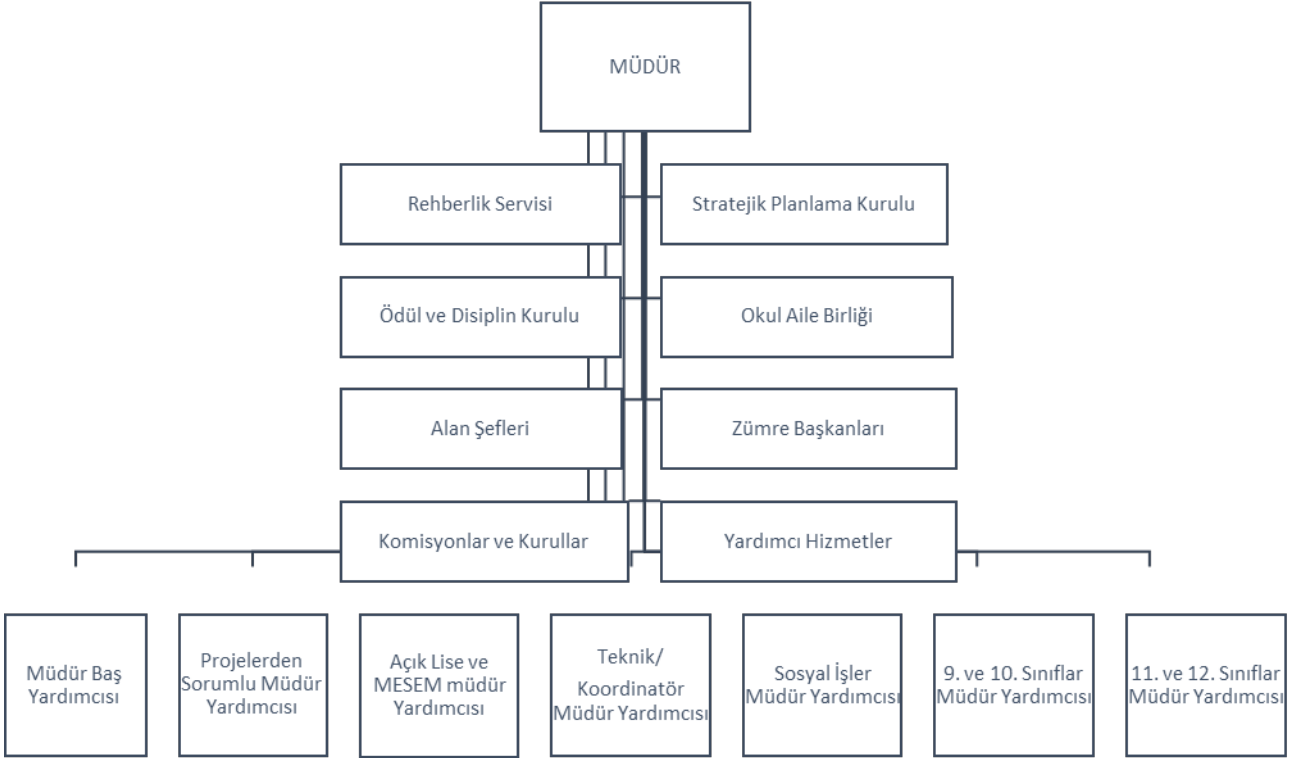 MÜDÜR
Rehberlik Servisi
Stratejik Planlama Kurulu
Ödül ve Disiplin Kurulu
Okul Aile Birliği
Alan Şefleri
Zümre Başkanları
Komisyonlar ve Kurullar
Yardımcı Hizmetler
Müdür Baş
Yardımcısı
Projelerden
Sorumlu Müdür
Yardımcısı
Açık Lise ve
MESEM müdür
Yardımcısı
Teknik/
Koordinatör
Müdür Yardımcısı
Sosyal İşler
Müdür Yardımcısı
9. ve 10. Sınıflar
Müdür Yardımcısı
11. ve 12. Sınıflar
Müdür Yardımcısı